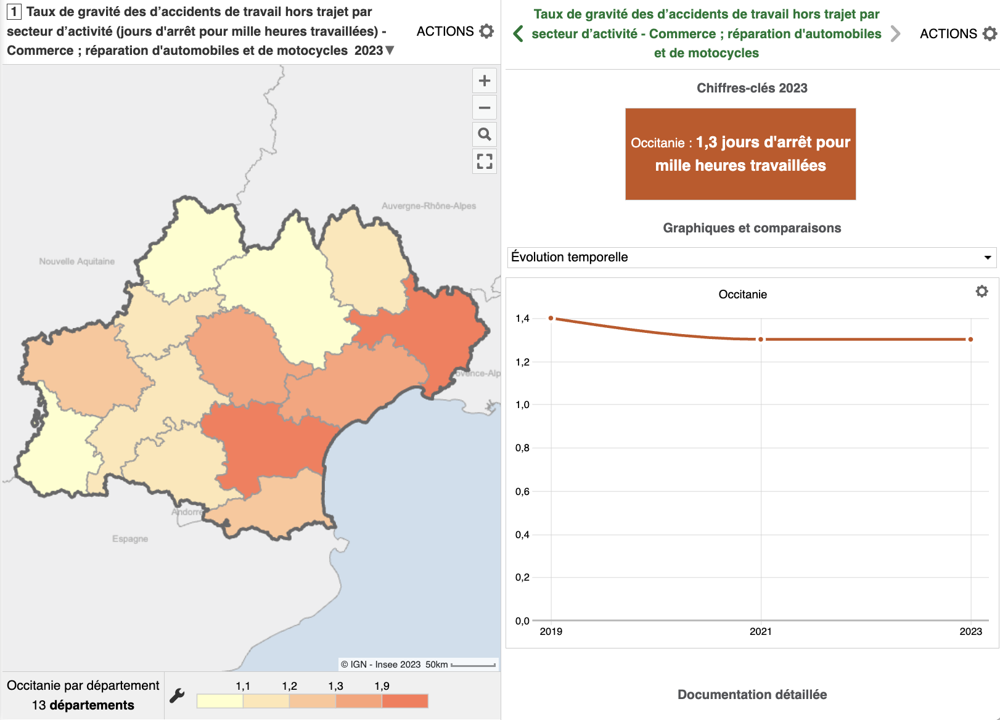 1 Taux de gravité des d’accidents de travail hors trajet par
secteur d’activité (jours d'arrêt pour mille heures travaillées) -
Commerce ; réparation d'automobiles et de motocycles 2023
ACTIONS
Auvergne-Rhône-Alpes
Nouvelle Aquitaine
ovence-Alp
Andorre
Espagne
© IGN - Insee 2023 50km
Occitanie par département
13 départements
1,1 1,2 1,3 1,9
Taux de gravité des d’accidents de travail hors trajet par
secteur d’activité - Commerce ; réparation d'automobiles
et de motocycles
ACTIONS
Chiffres-clés 2023
Occitanie : 1,3 jours d'arrêt pour
mille heures travaillées
Graphiques et comparaisons
Évolution temporelle
Occitanie
1,4
1,2
1,0
0,8
0,6
0,4
0,2
0,0
2019 2021 2023
Documentation détaillée